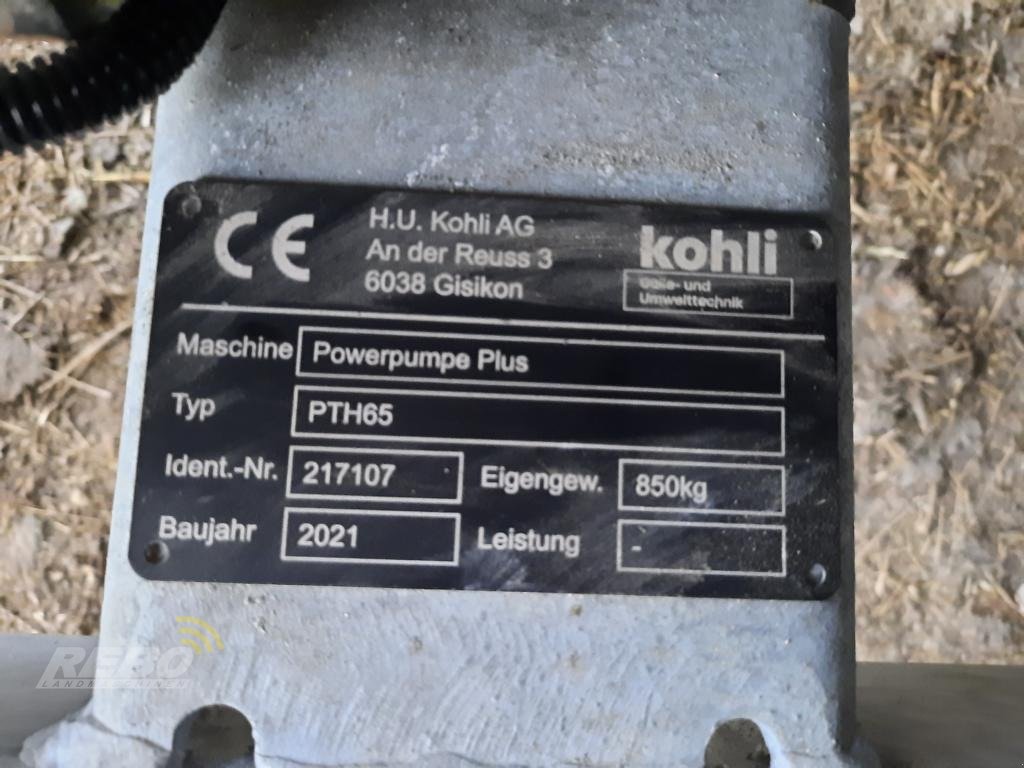 CE
H.U. Kohli AG
An der Reuss 3
6038 Gisikon
kohli
Gülle- und
Umwelttechnik
Maschine Powerpumpe Plus
Typ PTH65
Ident.-Nr. 217107 Eigengew. 850kg
Baujahr 2021 Leistung -
REBO
LANDMASCHINEN